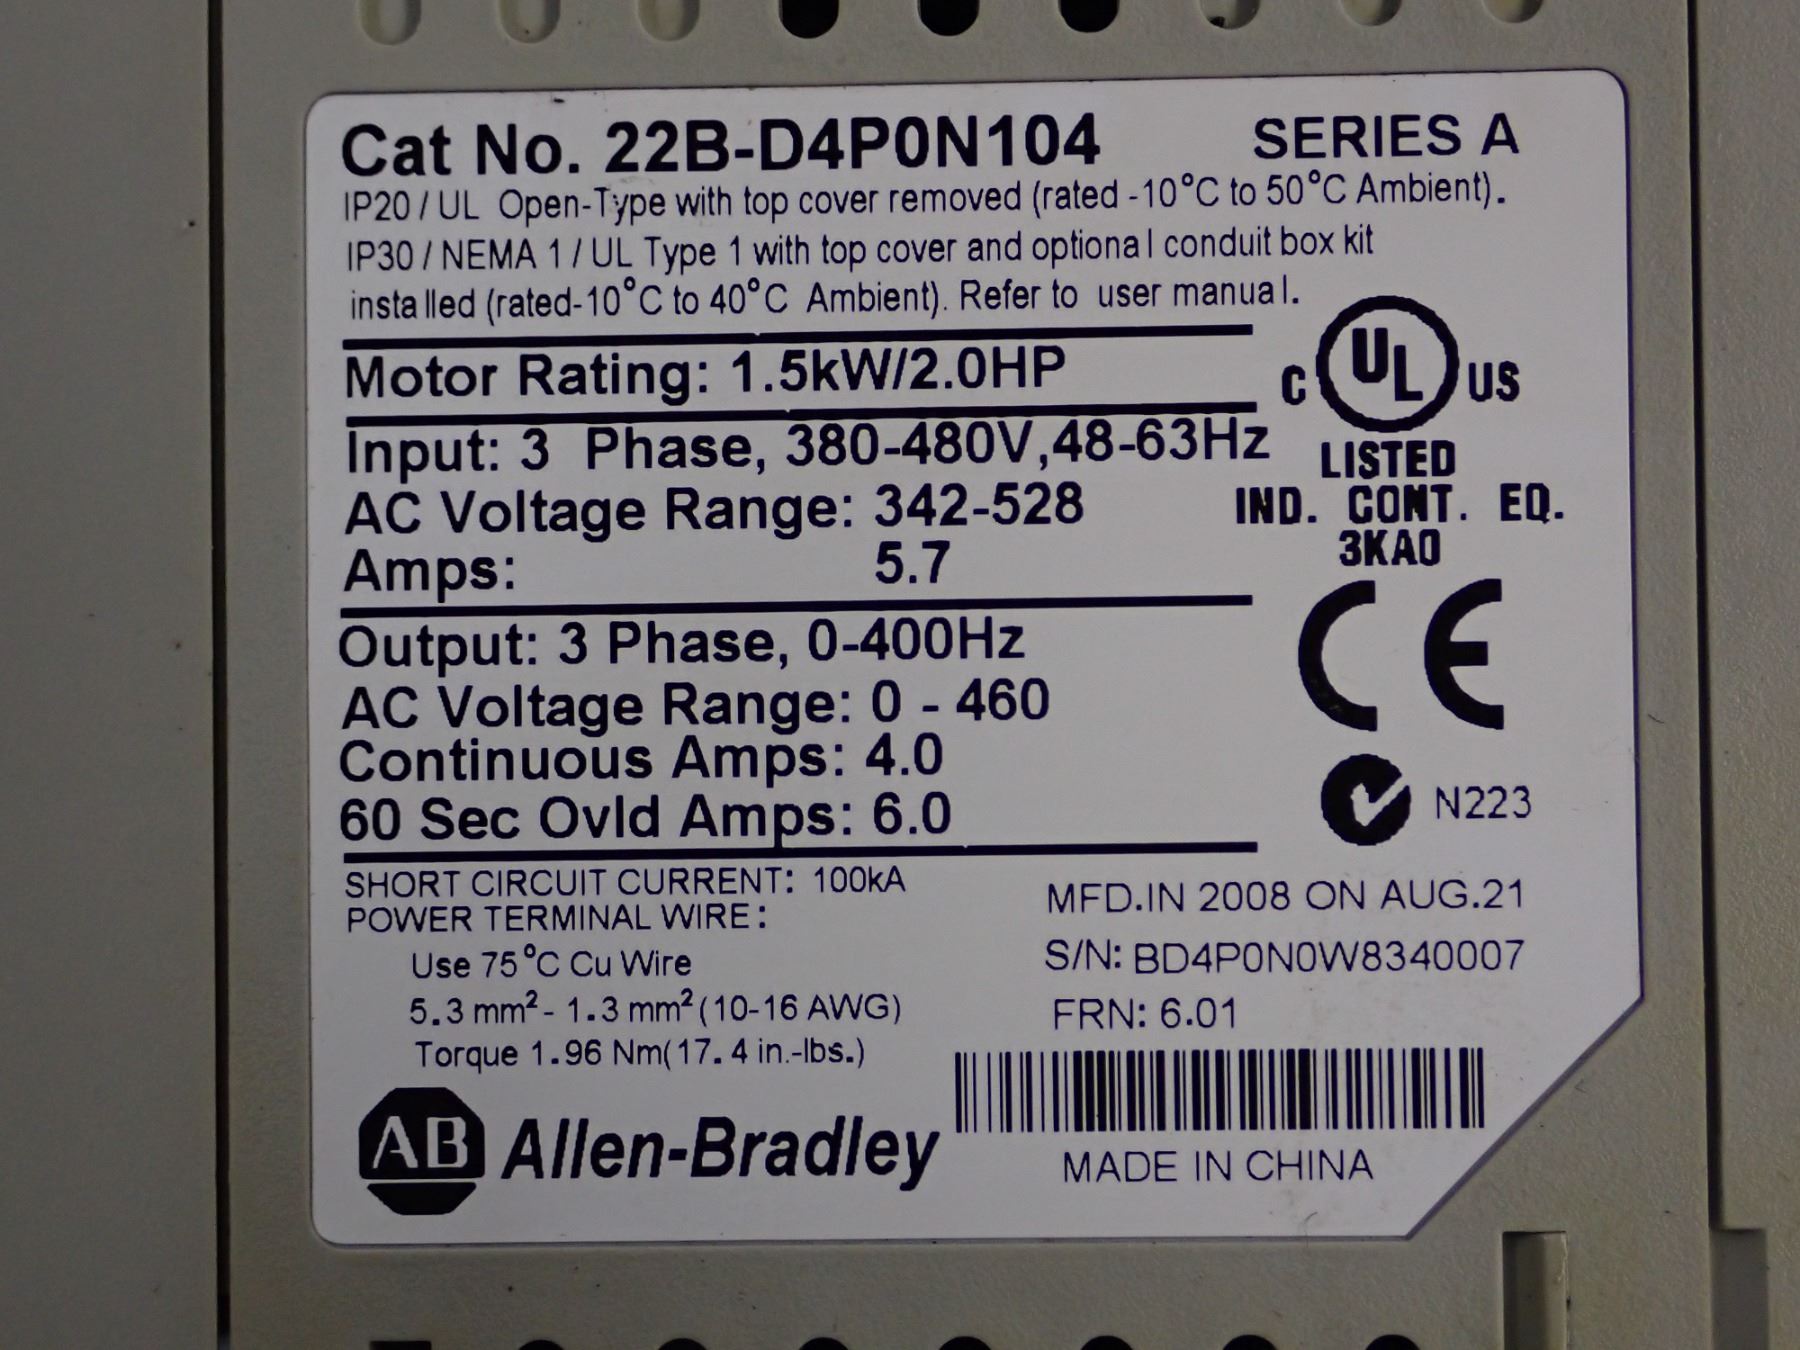 Cat No. 22B-D4P0N104 SERIES A
IP20 / UL Open-Type with top cover removed (rated -10°C to 50°C Ambient).
IP30 / NEMA 1 / UL Type 1 with top cover and optional conduit box kit
installed (rated-10°C to 40°C Ambient). Refer to user manual.
Motor Rating: 1.5kW/2.0HP
C UL US
LISTED
IND. CONT. EQ.
3KA0
Input: 3 Phase, 380-480V,48-63Hz
AC Voltage Range: 342-528
Amps: 5.7
Output: 3 Phase, 0-400Hz
AC Voltage Range: 0 - 460
Continuous Amps: 4.0
60 Sec Ovld Amps: 6.0
CE
N223
SHORT CIRCUIT CURRENT: 100kA
POWER TERMINAL WIRE:
Use 75°C Cu Wire
5.3 mm² - 1.3 mm² (10-16 AWG)
Torque 1.96 Nm(17.4 in.-lbs.)
MFD.IN 2008 ON AUG.21
S/N: BD4P0N0W8340007
FRN: 6.01
AB Allen-Bradley
MADE IN CHINA